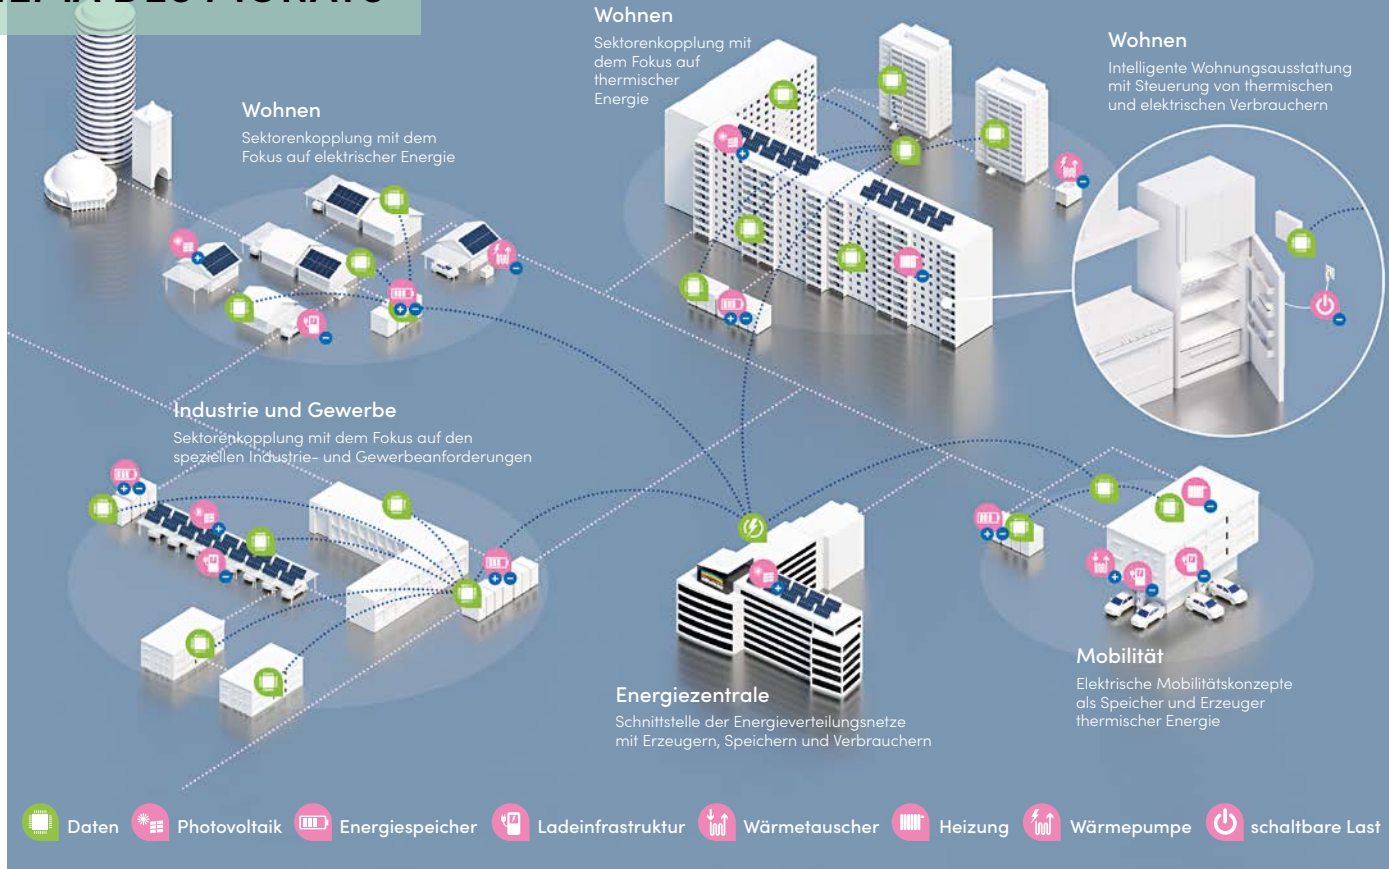 Wohnen
Sektorenkopplung mit
dem Fokus auf
thermischer
Energie
Wohnen
Intelligente Wohnungsausstattung
mit Steuerung von thermischen
und elektrischen Verbrauchern
Wohnen
Sektorenkopplung mit dem
Fokus auf elektrischer Energie
Industrie und Gewerbe
Sektorenkopplung mit dem Fokus auf den
speziellen Industrie- und Gewerbeanforderungen
Energiezentrale
Schnittstelle der Energieverteilungsnetze
mit Erzeugern, Speichern und Verbrauchern
Mobilität
Elektrische Mobilitätskonzepte
als Speicher und Erzeuger
thermischer Energie
Daten Photovoltaik Energiespeicher Ladeinfrastruktur Wärmetauscher Heizung Wärmepumpe schaltbare Last